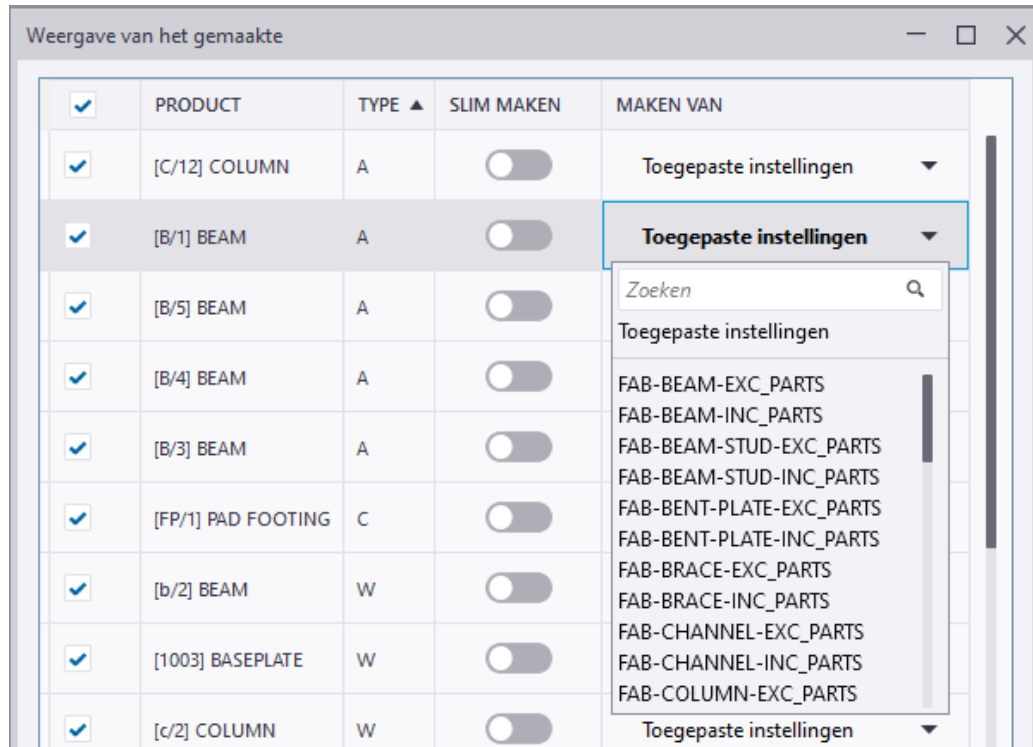 Weergave van het gemaakte
PRODUCT TYPE SLIM MAKEN MAKEN VAN
[C/12] COLUMN A Toegepaste instellingen
[B/1] BEAM A Toegepaste instellingen
[B/5] BEAM A
[B/4] BEAM A
[B/3] BEAM A
[FP/1] PAD FOOTING C
[b/2] BEAM W
[1003] BASEPLATE W
[c/2] COLUMN W Toegepaste instellingen
Zoeken
Toegepaste instellingen
FAB-BEAM-EXC_PARTS
FAB-BEAM-INC_PARTS
FAB-BEAM-STUD-EXC_PARTS
FAB-BEAM-STUD-INC_PARTS
FAB-BENT-PLATE-EXC_PARTS
FAB-BENT-PLATE-INC_PARTS
FAB-BRACE-EXC_PARTS
FAB-BRACE-INC_PARTS
FAB-CHANNEL-EXC_PARTS
FAB-CHANNEL-INC_PARTS
FAB-COLUMN-EXC_PARTS